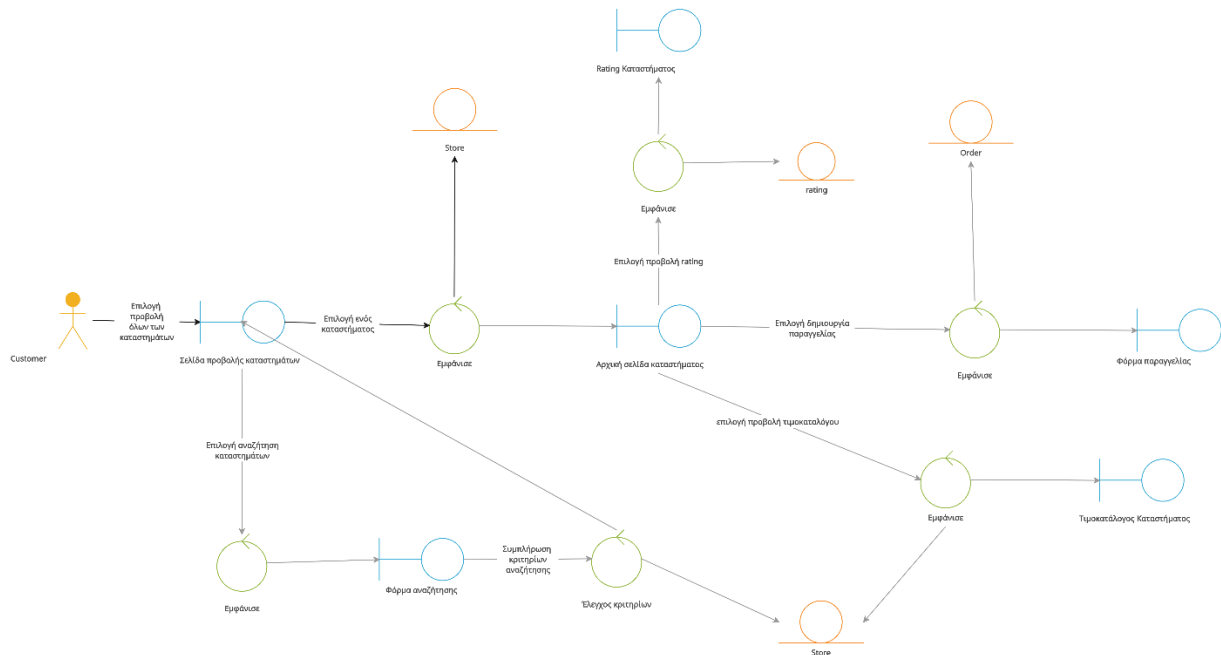 Rating Καταστήματος
Store
Order
rating
Εμφάνισε
Επιλογή προβολή rating
Επιλογή
προβολή
όλων των
καταστημάτων
Επιλογή ενός
καταστήματος
Επιλογή δημιουργία
παραγγελίας
Customer
Σελίδα προβολής καταστημάτων
Εμφάνισε
Αρχική σελίδα καταστήματος
Εμφάνισε
Φόρμα παραγγελίας
επιλογή προβολή τιμοκαταλόγου
Επιλογή αναζήτηση
καταστημάτων
Εμφάνισε
Τιμοκατάλογος Καταστήματος
Συμπλήρωση
κριτηρίων
αναζήτησης
Εμφάνισε
Φόρμα αναζήτησης
Έλεγχος κριτηρίων
Store